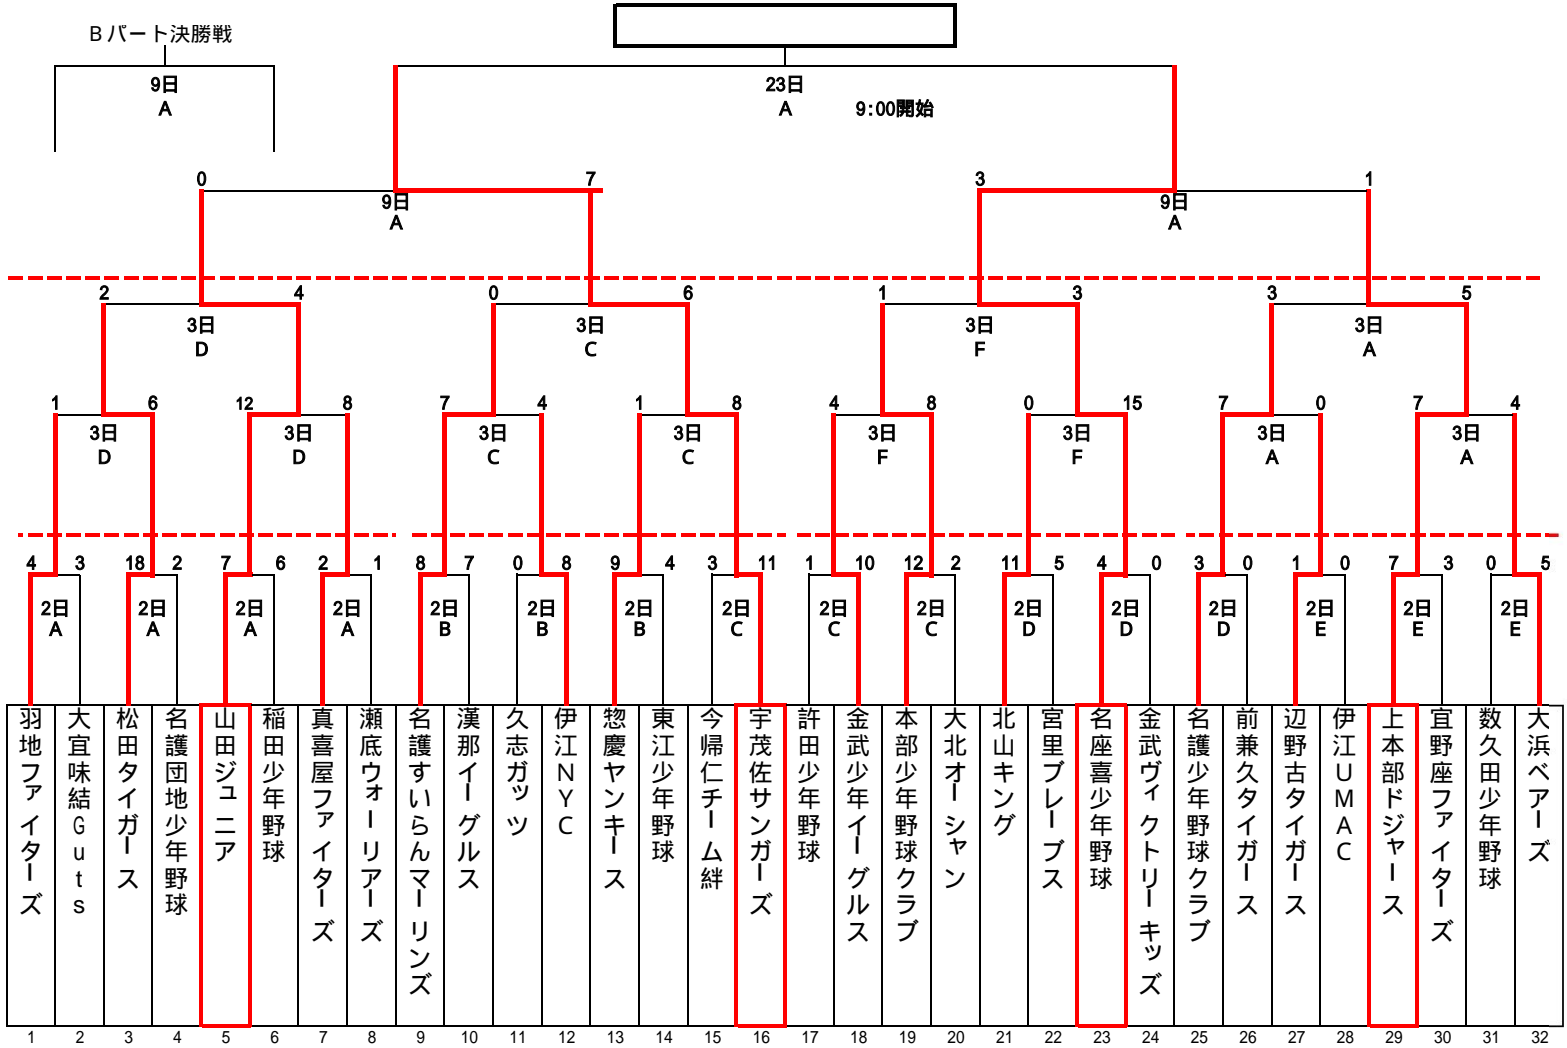 Bパート決勝戦
9日
A
23日
A 9:00開始
0 7 3 1
9日 9日
A A
2 4 0 6 1 3 3 5
3日 3日 3日 3日
D C F A
1 6 12 8 7 4 1 8 4 8 0 15 7 0 7 4
3日 3日 3日 3日 3日 3日 3日 3日
D D C C F F A A
4 3 18 2 7 6 2 1 8 7 0 8 9 4 3 11 1 10 12 2 11 5 4 0 3 0 1 0 7 3 0 5
2日 2日 2日 2日 2日 2日 2日 2日 2日 2日 2日 2日 2日 2日 2日 2日
A A A A B B B C C C D D D E E E
羽地ファイターズ
大宜味結Guts
松田タイガース
名護団地少年野球
山田ジュニア
稲田少年野球
真喜屋ファイターズ
瀬底ウォーリアーズ
名護すいらんマーリンズ
漢那イーグルス
久志ガッツ
伊江NYC
惣慶ヤンキース
東江少年野球
今帰仁チーム絆
宇茂佐サンガーズ
許田少年野球
金武少年イーグルス
本部少年野球クラブ
大北オーシャン
北山キング
宮里ブレーブス
名座喜少年野球
金武ヴィクトリーキッズ
名護少年野球クラブ
前兼久タイガース
辺野古タイガース
伊江UMAC
上本部ドジャース
宜野座ファイターズ
数久田少年野球
大浜ベアーズ
1 2 3 4 5 6 7 8 9 10 11 12 13 14 15 16 17 18 19 20 21 22 23 24 25 26 27 28 29 30 31 32